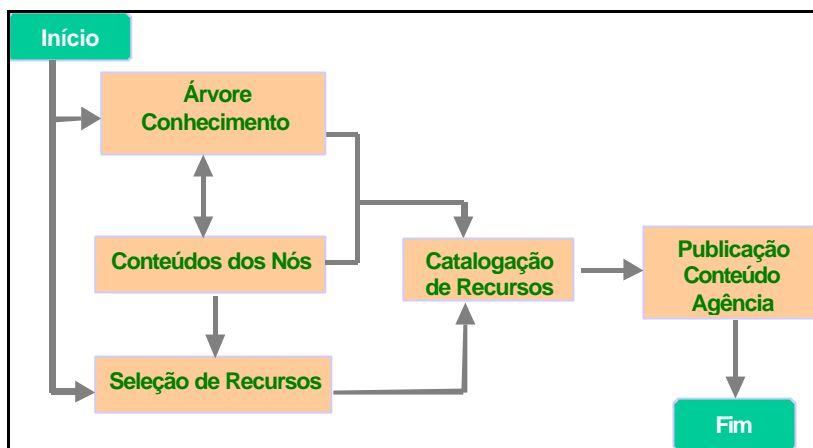 Início
Árvore
Conhecimento
Conteúdos dos Nós
Seleção de Recursos
Catalogação
de Recursos
Publicação
Conteúdo
Agência
Fim